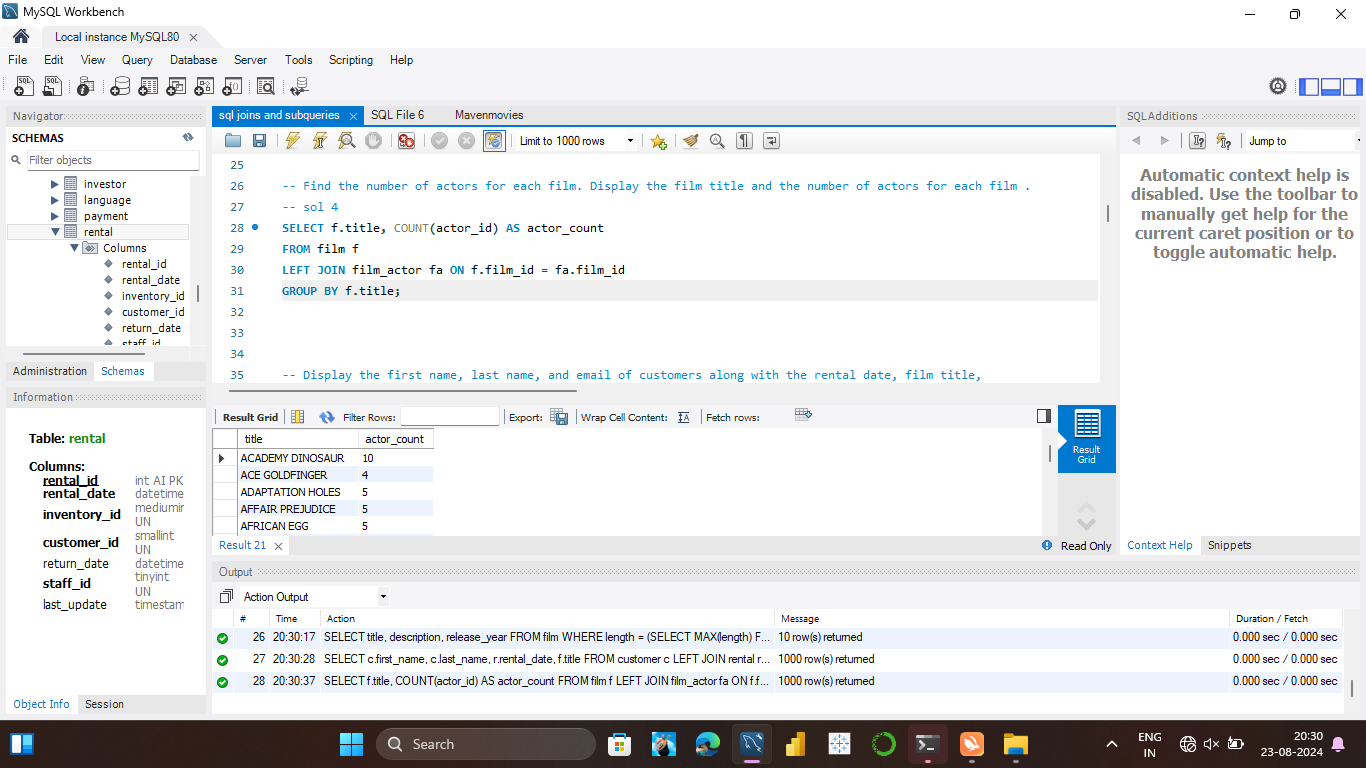 MySQL Workbench
Local instance MySQL80
File Edit View Query Database Server Tools Scripting Help
Navigator
SCHEMAS
Filter objects
investor
language
payment
rental
Columns
rental_id
rental_date
inventory_id
customer_id
return_date
staff_id
Administration Schemas
Information
Table: rental
Columns:
rental_id int AI PK
rental_date datetime
inventory_id mediumin
UN
customer_id smallint
UN
return_date datetime
staff_id tinyint
UN
last_update timestam
Object Info Session
sql joins and subqueries SQL File 6 Mavenmovies
Limit to 1000 rows
25
26 -- Find the number of actors for each film. Display the film title and the number of actors for each film .
27 -- sol 4
28 SELECT f.title, COUNT(actor_id) AS actor_count
29 FROM film f
30 LEFT JOIN film_actor fa ON f.film_id = fa.film_id
31 GROUP BY f.title;
32
33
34
35 -- Display the first name, last name, and email of customers along with the rental date, film title,
Result Grid Filter Rows: Export: Wrap Cell Content: Fetch rows:
title actor_count
ACADEMY DINOSAUR 10
ACE GOLDFINGER 4
ADAPTATION HOLES 5
AFFAIR PREJUDICE 5
AFRICAN EGG 5
Result
Grid
Result 21
Read Only
SQLAdditions
Jump to
Automatic context help is
disabled. Use the toolbar to
manually get help for the
current caret position or to
toggle automatic help.
Context Help Snippets
Output
Action Output
# Time Action Message Duration / Fetch
26 20:30:17 SELECT title, description, release_year FROM film WHERE length = (SELECT MAX(length) F... 10 row(s) returned 0.000 sec / 0.000 sec
27 20:30:28 SELECT c.first_name, c.last_name, r.rental_date, f.title FROM customer c LEFT JOIN rental r... 1000 row(s) returned 0.000 sec / 0.000 sec
28 20:30:37 SELECT f.title, COUNT(actor_id) AS actor_count FROM film f LEFT JOIN film_actor fa ON f.f... 1000 row(s) returned 0.000 sec / 0.000 sec
Search
ENG
IN
20:30
23-08-2024